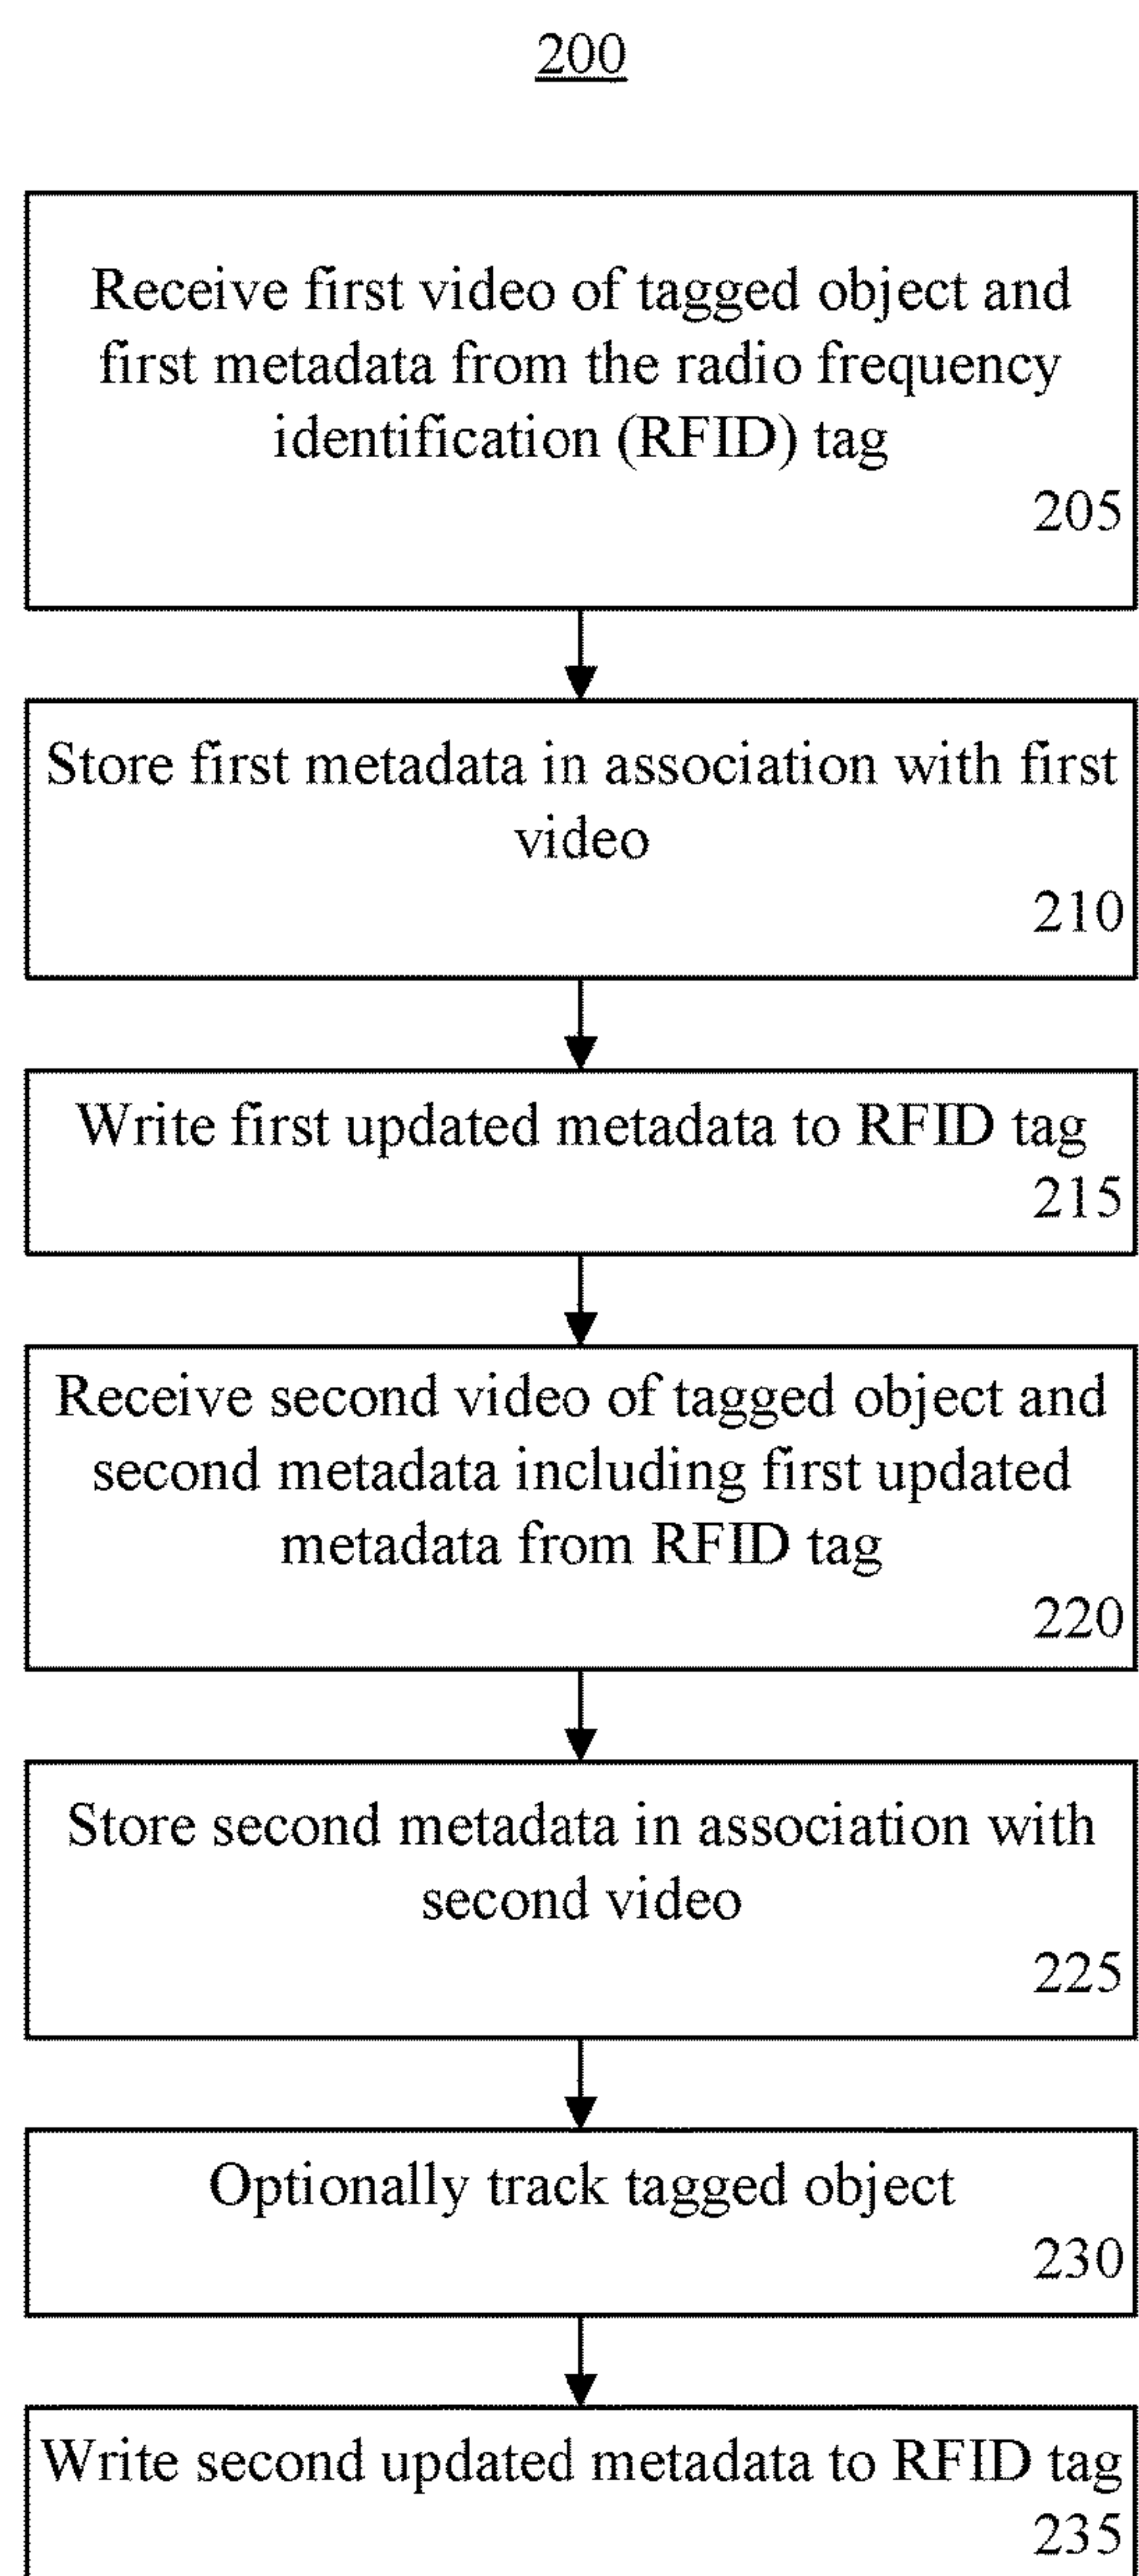 200
Receive first video of tagged object and
first metadata from the radio frequency
identification (RFID) tag
205
Store first metadata in association with first
video
210
Write first updated metadata to RFID tag
215
Receive second video of tagged object and
second metadata including first updated
metadata from RFID tag
220
Store second metadata in association with
second video
225
Optionally track tagged object
230
Write second updated metadata to RFID tag
235